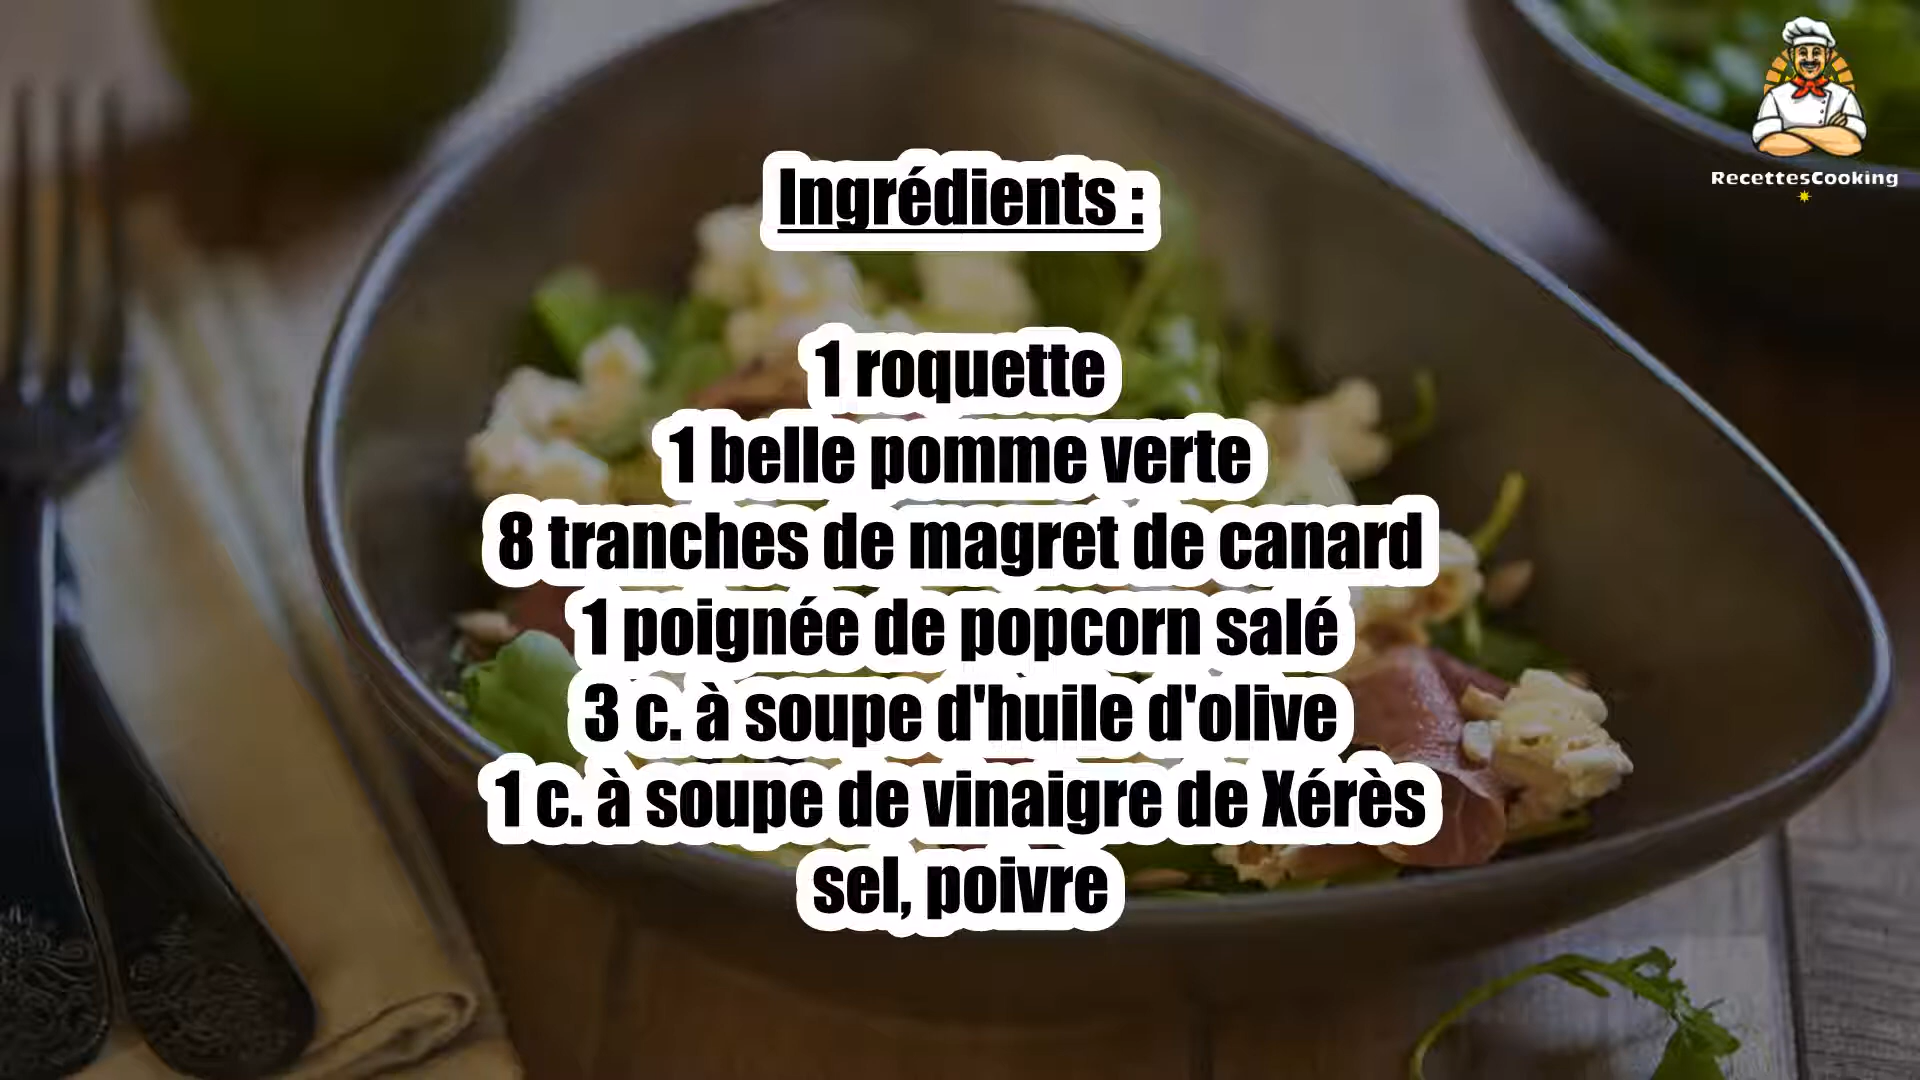 RecettesCooking
Ingrédients :
1 roquette
1 belle pomme verte
8 tranches de magret de canard
1 poignée de popcorn salé
3 c. à soupe d'huile d'olive
1 c. à soupe de vinaigre de Xérès
sel, poivre